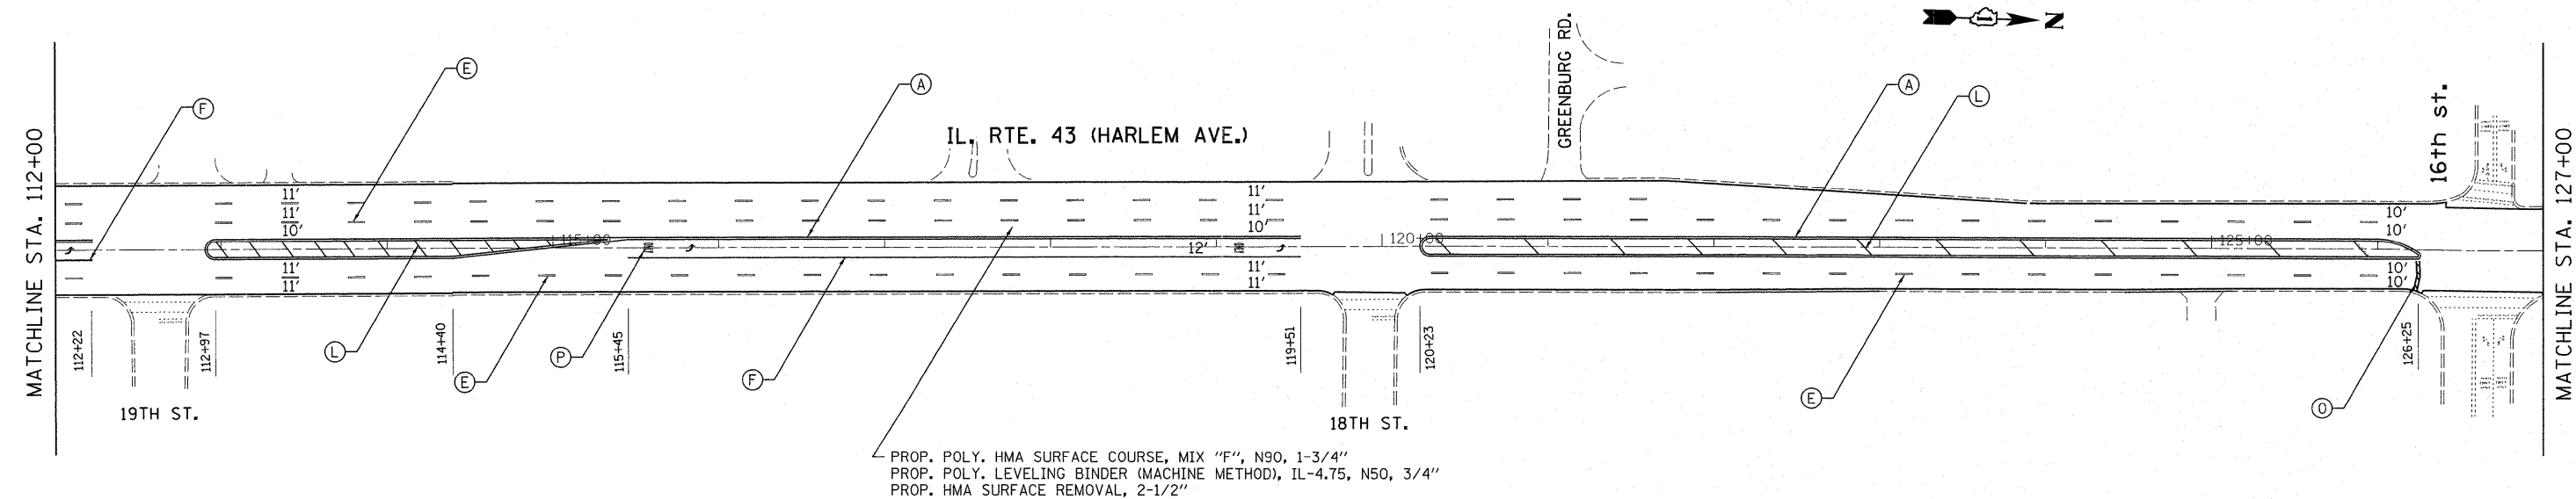 1
N
GREENBURG RD.
E
F
A
A
L
IL. RTE. 43 (HARLEM AVE.)
16th st.
MATCHLINE STA. 112+00
MATCHLINE STA. 127+00
11'
11'
10'
11'
11'
10'
10'
10'
115+00
12'
120+00
125+00
11'
11'
11'
11'
10'
10'
112+22
112+97
114+40
115+45
119+51
120+23
126+25
L
E
P
F
E
O
19TH ST.
18TH ST.
PROP. POLY. HMA SURFACE COURSE, MIX "F", N90, 1-3/4"
PROP. POLY. LEVELING BINDER (MACHINE METHOD), IL-4.75, N50, 3/4"
PROP. HMA SURFACE REMOVAL, 2-1/2"